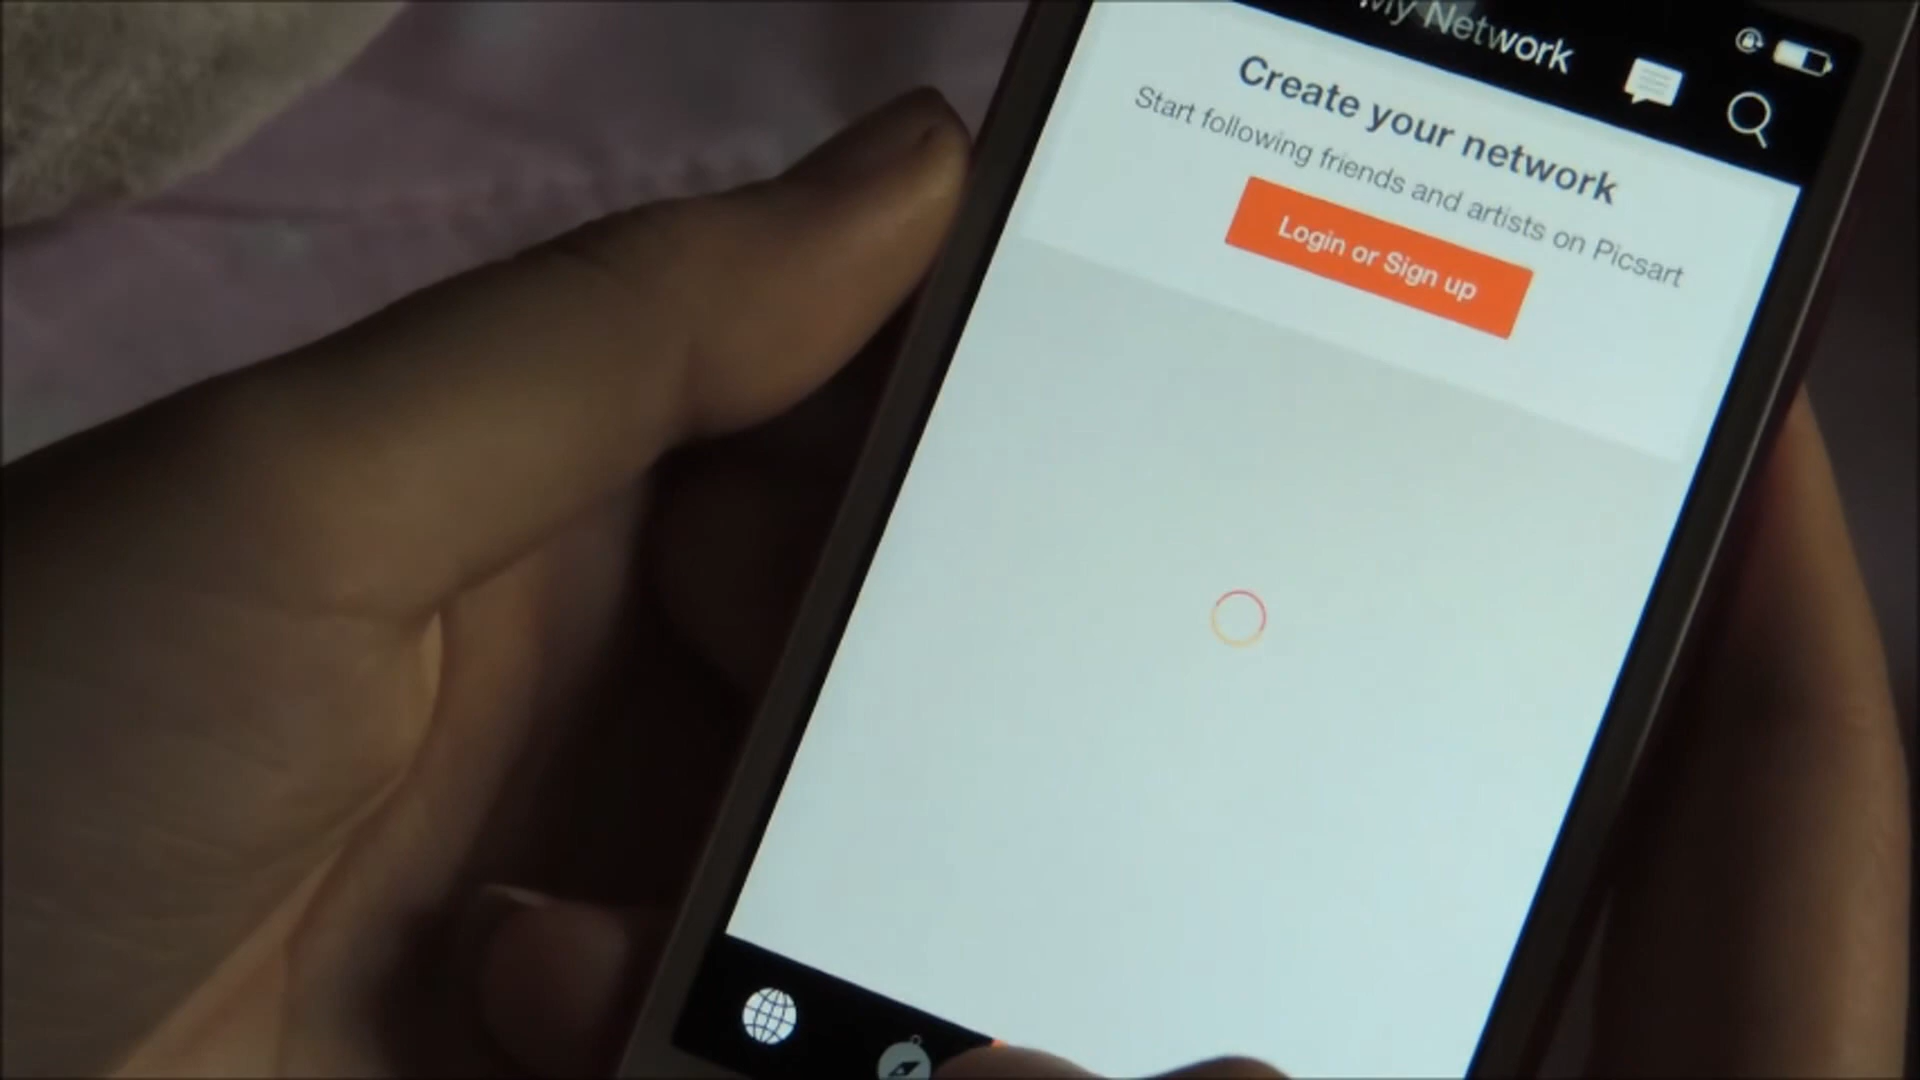 My Network
Create your network
Start following friends and artists on Picsart
Login or Sign up